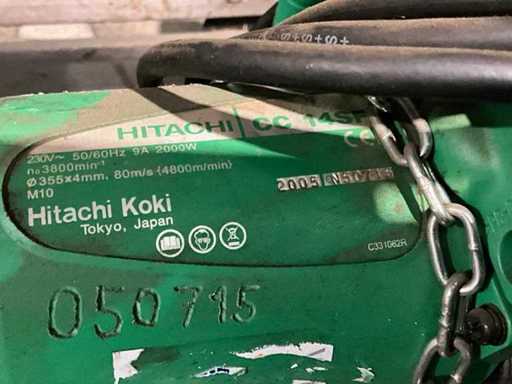 HITACHI CC 14SF
230V~ 50/60Hz 9A 2000W
n₀3800min⁻¹
Ø355x4mm, 80m/s (4800m/min)
M10
2005
Hitachi Koki
Tokyo, Japan
C331062R
050715